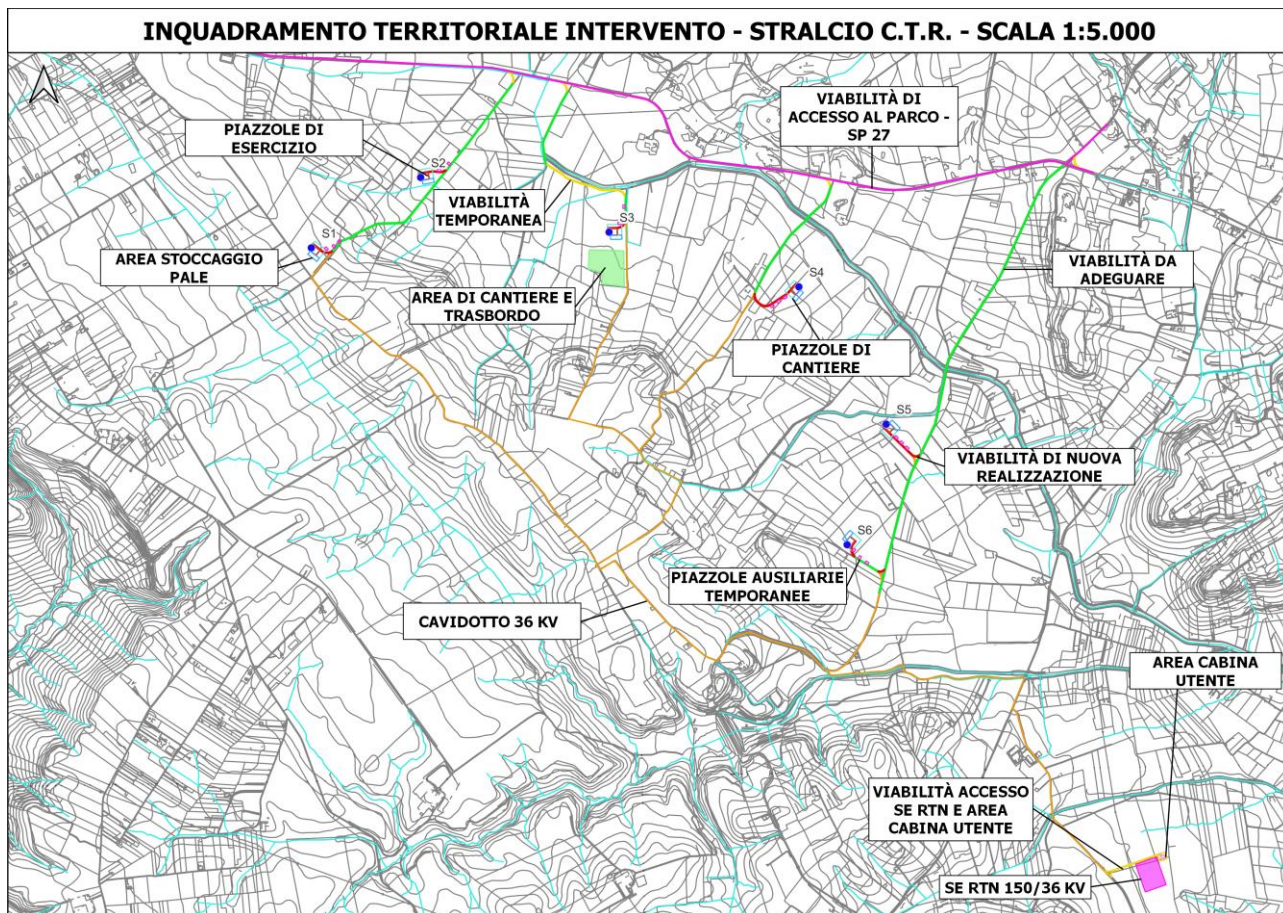 INQUADRAMENTO TERRITORIALE INTERVENTO - STRALCIO C.T.R. - SCALA 1:5.000
VIABILITÀ DI
ACCESSO AL PARCO -
SP 27
PIAZZOLE DI
ESERCIZIO
S2
VIABILITÀ
TEMPORANEA
S3
S1
AREA STOCCAGGIO
PALE
VIABILITÀ DA
ADEGUARE
AREA DI CANTIERE E
TRASBORDO
S4
PIAZZOLE DI
CANTIERE
S5
VIABILITÀ DI NUOVA
REALIZZAZIONE
S6
PIAZZOLE AUSILIARIE
TEMPORANEE
CAVIDOTTO 36 KV
AREA CABINA
UTENTE
VIABILITÀ ACCESSO
SE RTN E AREA
CABINA UTENTE
SE RTN 150/36 KV